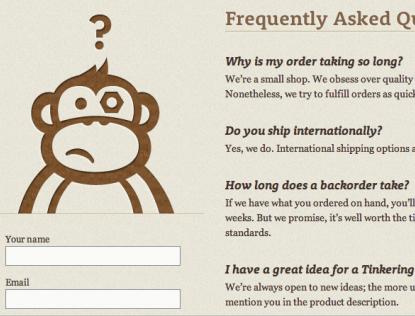 ?
Frequently Asked
Why is my order taking so long?
We're a small shop. We obsess over quality
Nonetheless, we try to fulfill orders as
Do you ship internationally?
Yes, we do. International shipping options
How long does a backorder take?
If we have what you ordered on hand, you'll
weeks. But we promise, it's well worth the
standards.
Your name
Email
I have a great idea for a Tinkering
We're always open to new ideas; the more
mention you in the product description.